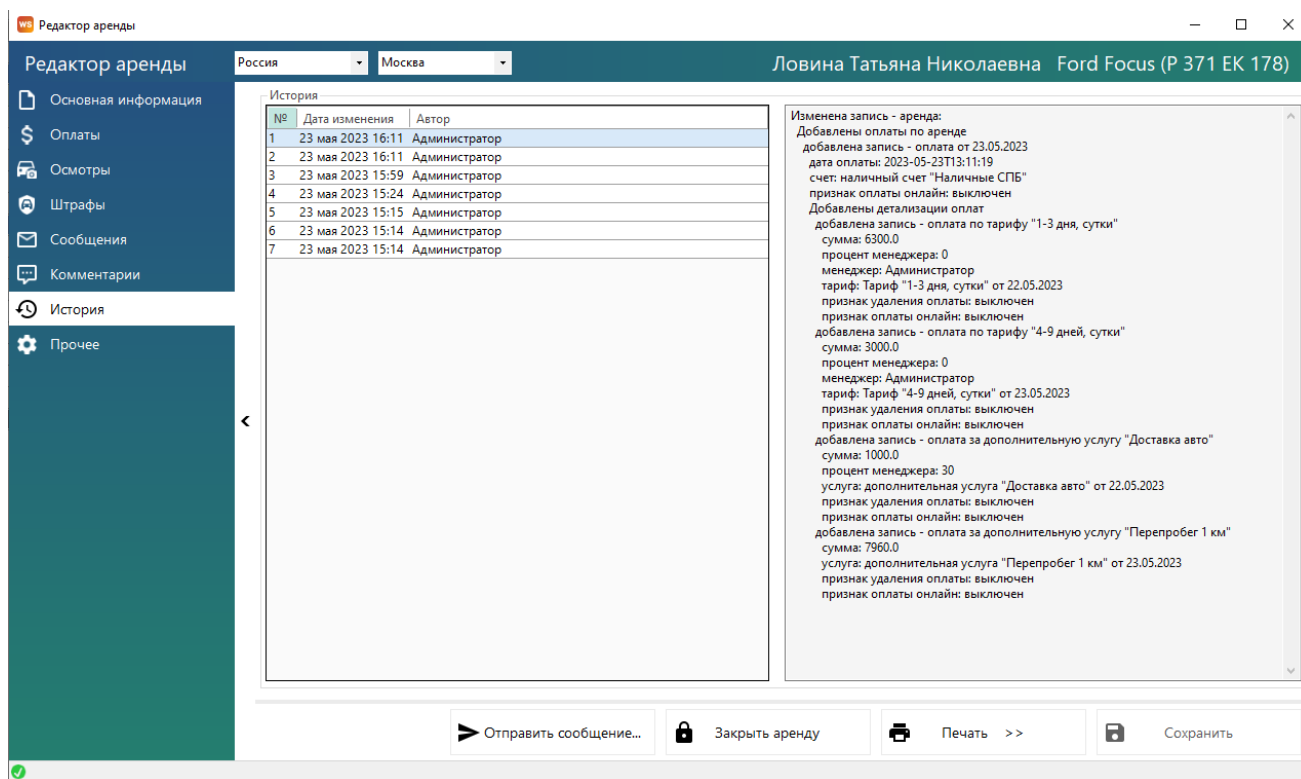 ws Редактор аренды
Редактор аренды
Россия Москва
Ловина Татьяна Николаевна Ford Focus (Р 371 ЕК 178)
Основная информация
Оплаты
Осмотры
Штрафы
Сообщения
Комментарии
История
Прочее
История
№ Дата изменения Автор
1 23 мая 2023 16:11 Администратор
2 23 мая 2023 16:11 Администратор
3 23 мая 2023 15:59 Администратор
4 23 мая 2023 15:24 Администратор
5 23 мая 2023 15:15 Администратор
6 23 мая 2023 15:14 Администратор
7 23 мая 2023 15:14 Администратор
Изменена запись - аренда:
Добавлены оплаты по аренде
добавлена запись - оплата от 23.05.2023
дата оплаты: 2023-05-23T13:11:19
счет: наличный счет "Наличные СПБ"
признак оплаты онлайн: выключен
Добавлены детализации оплат
добавлена запись - оплата по тарифу "1-3 дня, сутки"
сумма: 6300.0
процент менеджера: 0
менеджер: Администратор
тариф: Тариф "1-3 дня, сутки" от 22.05.2023
признак удаления оплаты: выключен
признак оплаты онлайн: выключен
добавлена запись - оплата по тарифу "4-9 дней, сутки"
сумма: 3000.0
процент менеджера: 0
менеджер: Администратор
тариф: Тариф "4-9 дней, сутки" от 23.05.2023
признак удаления оплаты: выключен
признак оплаты онлайн: выключен
добавлена запись - оплата за дополнительную услугу "Доставка авто"
сумма: 1000.0
процент менеджера: 30
услуга: дополнительная услуга "Доставка авто" от 22.05.2023
признак удаления оплаты: выключен
признак оплаты онлайн: выключен
добавлена запись - оплата за дополнительную услугу "Перепробег 1 км"
сумма: 7960.0
услуга: дополнительная услуга "Перепробег 1 км" от 23.05.2023
признак удаления оплаты: выключен
признак оплаты онлайн: выключен
Отправить сообщение... Закрыть аренду Печать >> Сохранить